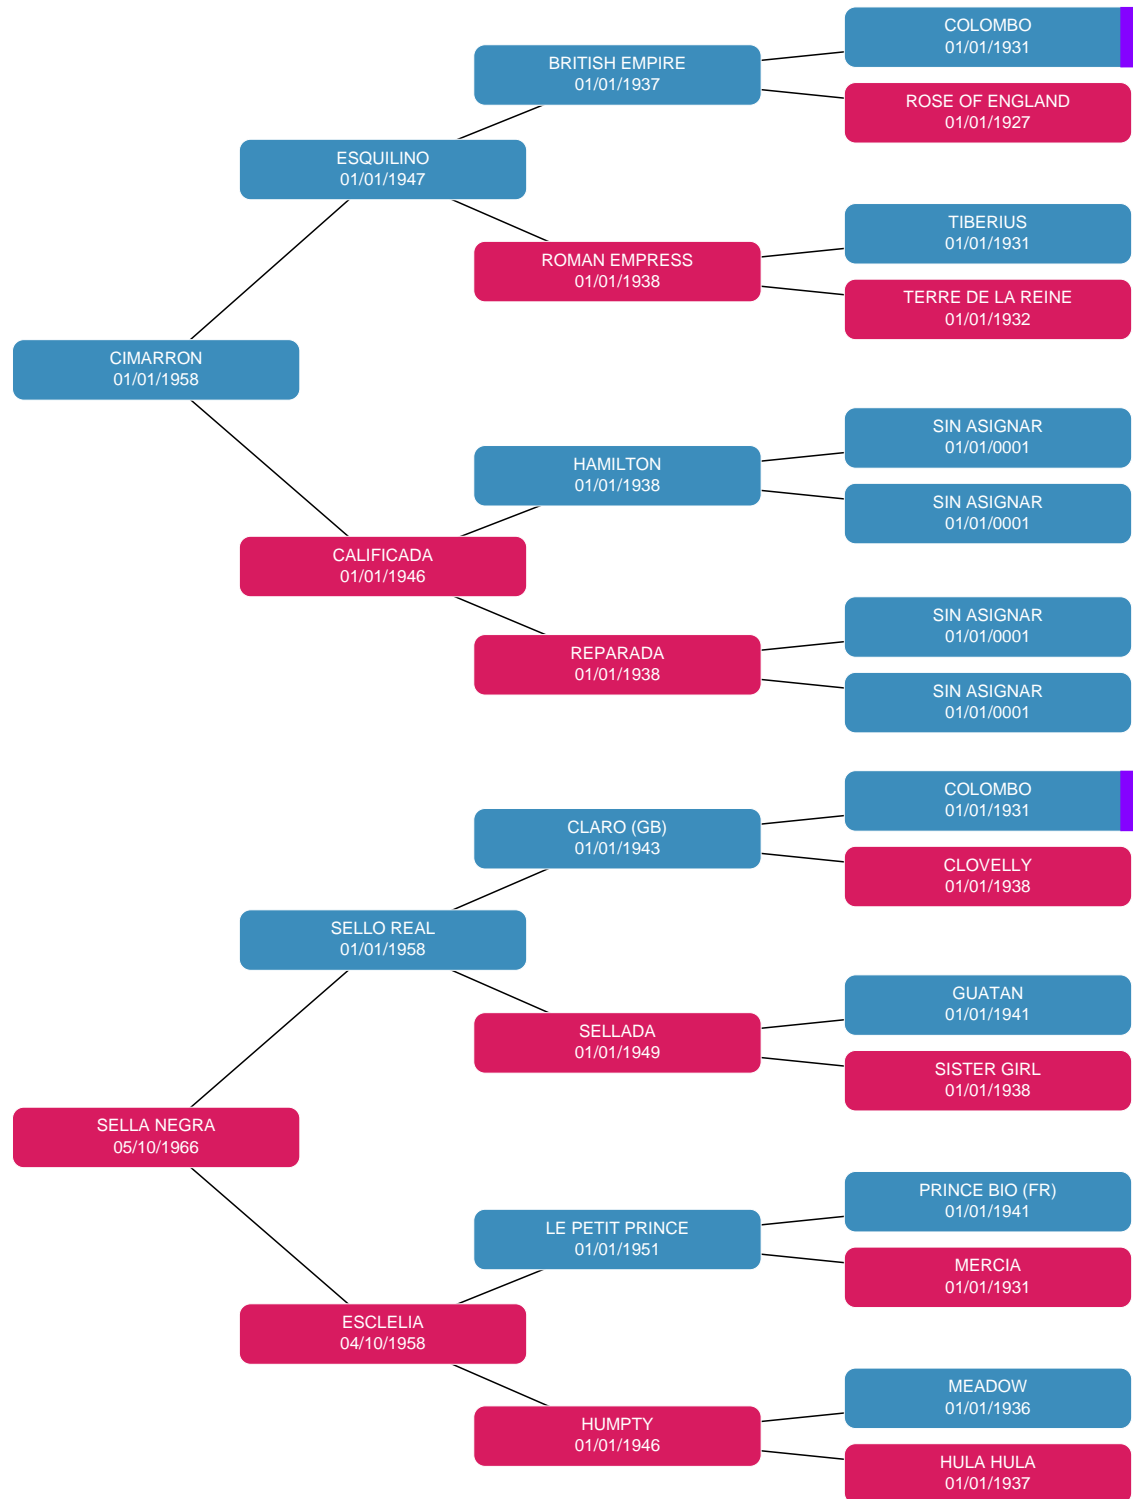 COLOMBO
01/01/1931
BRITISH EMPIRE
01/01/1937
ROSE OF ENGLAND
01/01/1927
ESQUILINO
01/01/1947
TIBERIUS
01/01/1931
ROMAN EMPRESS
01/01/1938
TERRE DE LA REINE
01/01/1932
CIMARRON
01/01/1958
SIN ASIGNAR
01/01/0001
HAMILTON
01/01/1938
SIN ASIGNAR
01/01/0001
CALIFICADA
01/01/1946
SIN ASIGNAR
01/01/0001
REPARADA
01/01/1938
SIN ASIGNAR
01/01/0001
COLOMBO
01/01/1931
CLARO (GB)
01/01/1943
CLOVELLY
01/01/1938
SELLO REAL
01/01/1958
GUATAN
01/01/1941
SELLADA
01/01/1949
SISTER GIRL
01/01/1938
SELLA NEGRA
05/10/1966
PRINCE BIO (FR)
01/01/1941
LE PETIT PRINCE
01/01/1951
MERCIA
01/01/1931
ESCLELIA
04/10/1958
MEADOW
01/01/1936
HUMPTY
01/01/1946
HULA HULA
01/01/1937